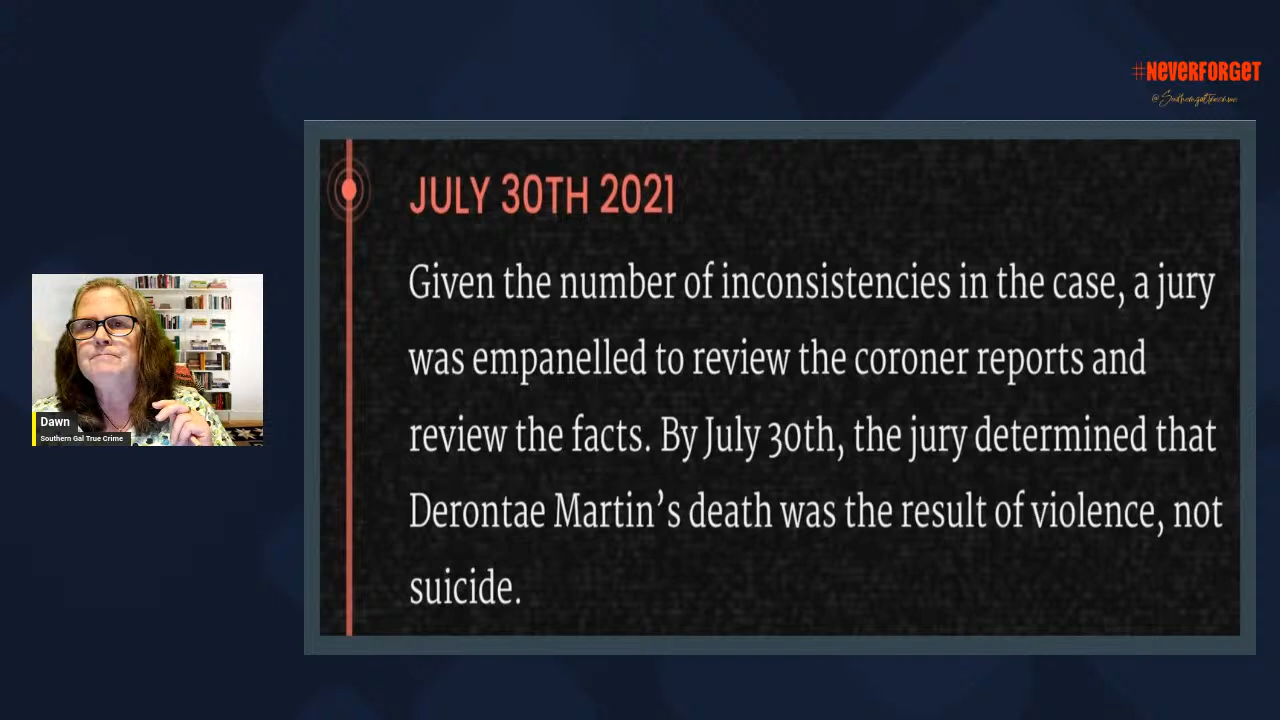 #NEVERFORGET
@Southerngaltruecrime
JULY 30TH 2021
Given the number of inconsistencies in the case, a jury
was empanelled to review the coroner reports and
review the facts. By July 30th, the jury determined that
Derontae Martin’s death was the result of violence, not
suicide.
Dawn
Southern Gal True Crime